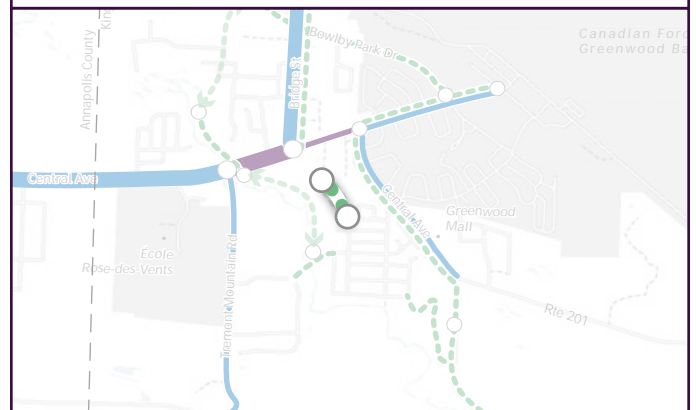 Kin
Canadian Forc
Greenwood Ba
Bowlby Park Dr
Annapolis County
Bridge St
Central Ave
Central Ave
Greenwood
Mall
École
Rose-des-Vents
Tremont Mountain Rd
Rte 201